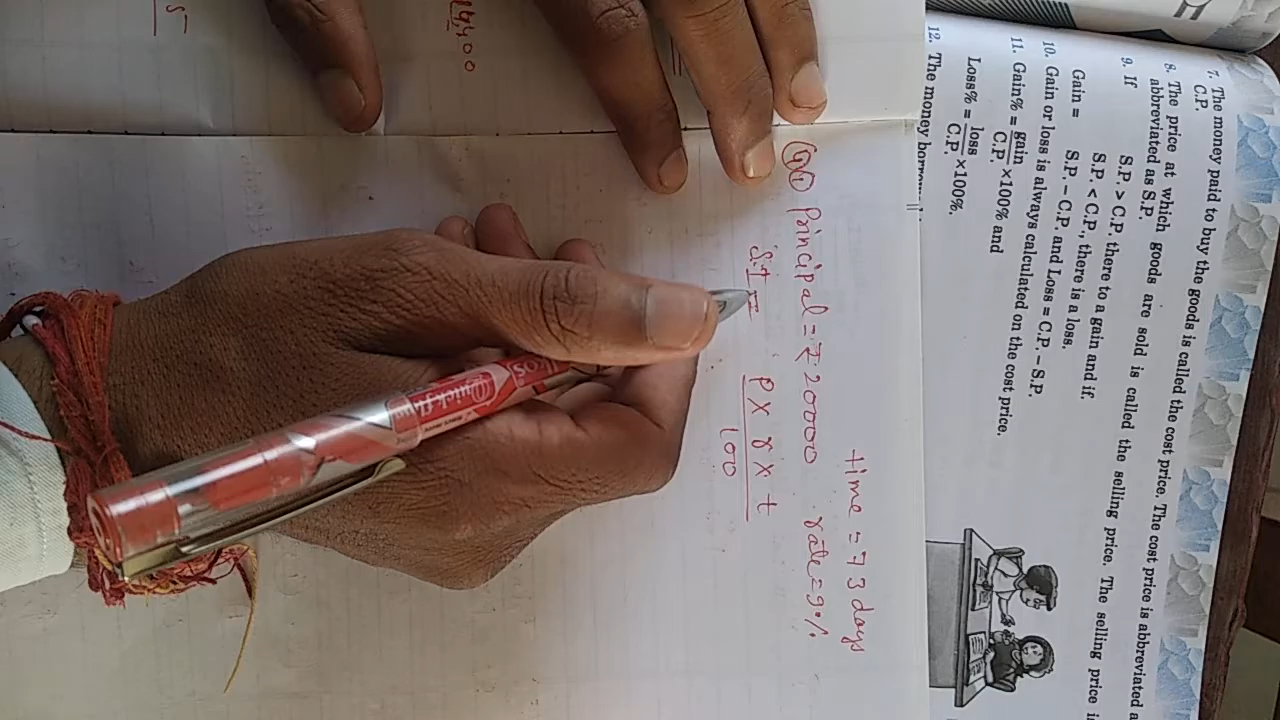 7. The money paid to buy the goods is called the cost price. The cost price is abbreviated a
C.P.
8. The price at which goods are sold is called the selling price. The selling price i
abbreviated as S.P.
9. If S.P. > C.P. there to a gain and if
S.P. < C.P., there is a loss.
Gain = S.P. – C.P. and Loss = C.P. – S.P.
10. Gain or loss is always calculated on the cost price.
11. Gain% = gain/C.P. ×100% and
Loss% = loss/C.P. ×100%.
12. The money
time = 73 days
Principal = ₹ 20000 rate = 9%
S.I = P x r x t
100
00
5